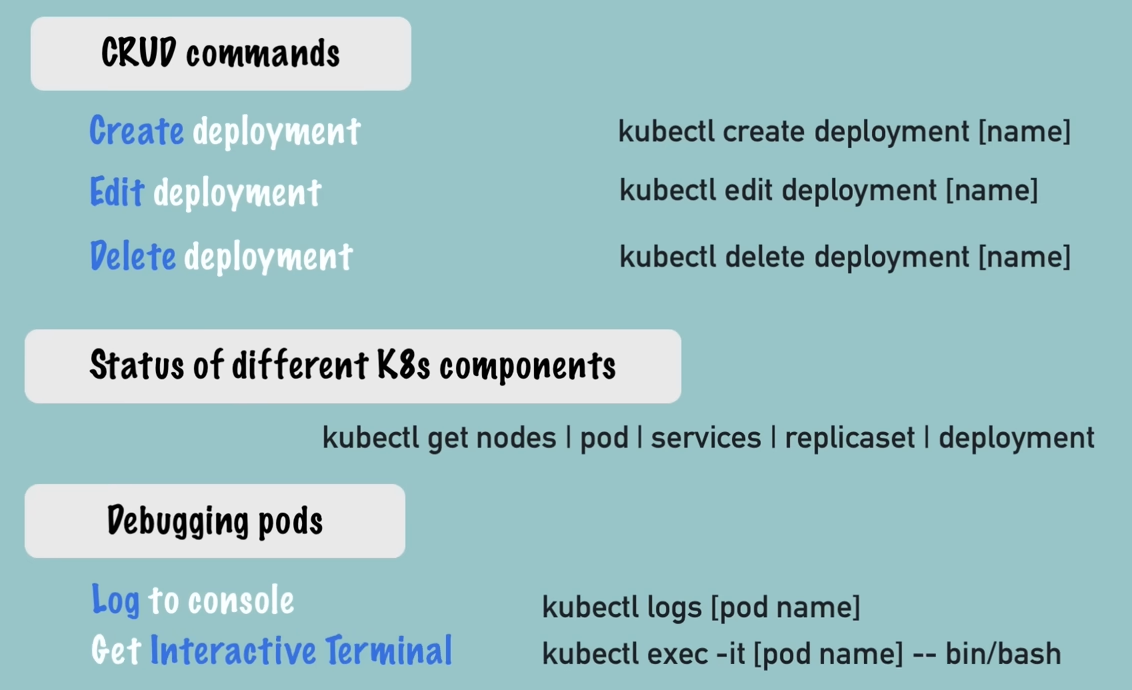 CRUD commands
Create deployment kubectl create deployment [name]
Edit deployment kubectl edit deployment [name]
Delete deployment kubectl delete deployment [name]
Status of different K8s components
kubectl get nodes | pod | services | replicaset | deployment
Debugging pods
Log to console kubectl logs [pod name]
Get Interactive Terminal kubectl exec -it [pod name] -- bin/bash